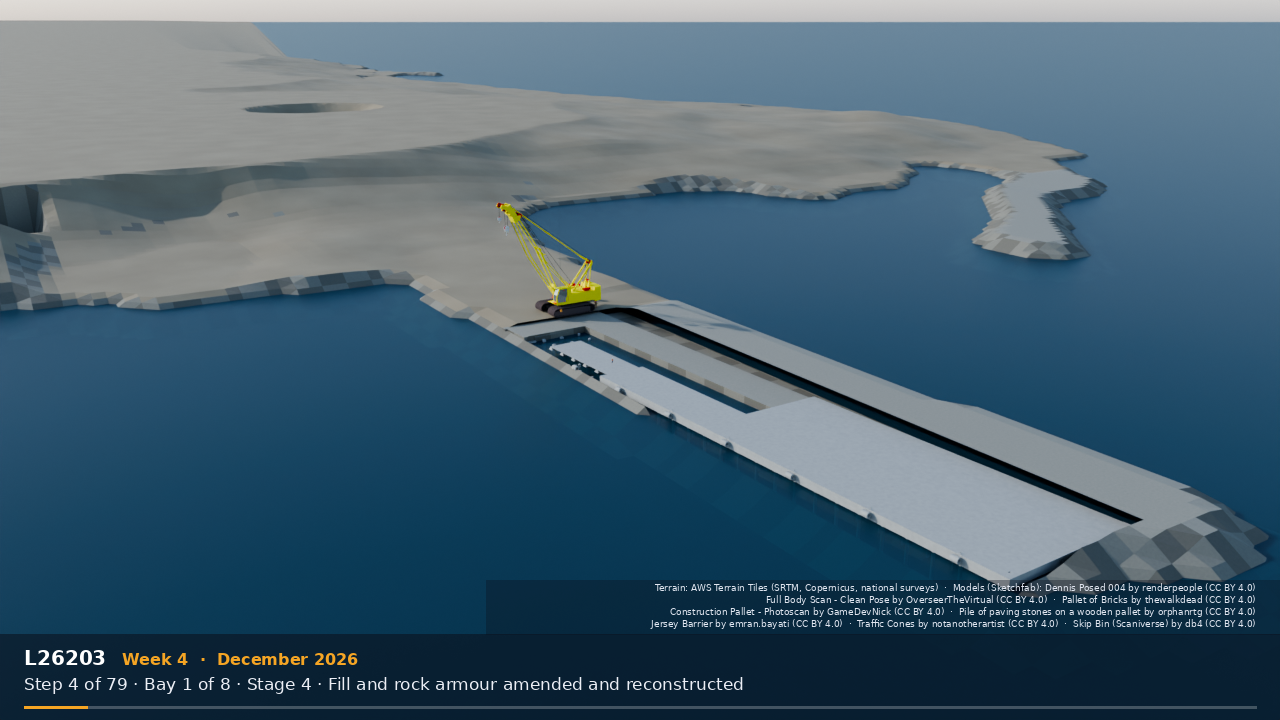 Terrain: AWS Terrain Tiles (SRTM, Copernicus, national surveys) · Models (Sketchfab): Dennis Posed 004 by renderpeople (CC BY 4.0)
Full Body Scan - Clean Pose by OverseerTheVirtual (CC BY 4.0) · Pallet of Bricks by thewalkdead (CC BY 4.0)
Construction Pallet - Photoscan by GameDevNick (CC BY 4.0) · Pile of paving stones on a wooden pallet by orphanrtg (CC BY 4.0)
Jersey Barrier by emran.bayati (CC BY 4.0) · Traffic Cones by notanotherartist (CC BY 4.0) · Skip Bin (Scaniverse) by db4 (CC BY 4.0)
L26203 Week 4 · December 2026
Step 4 of 79 · Bay 1 of 8 · Stage 4 · Fill and rock armour amended and reconstructed